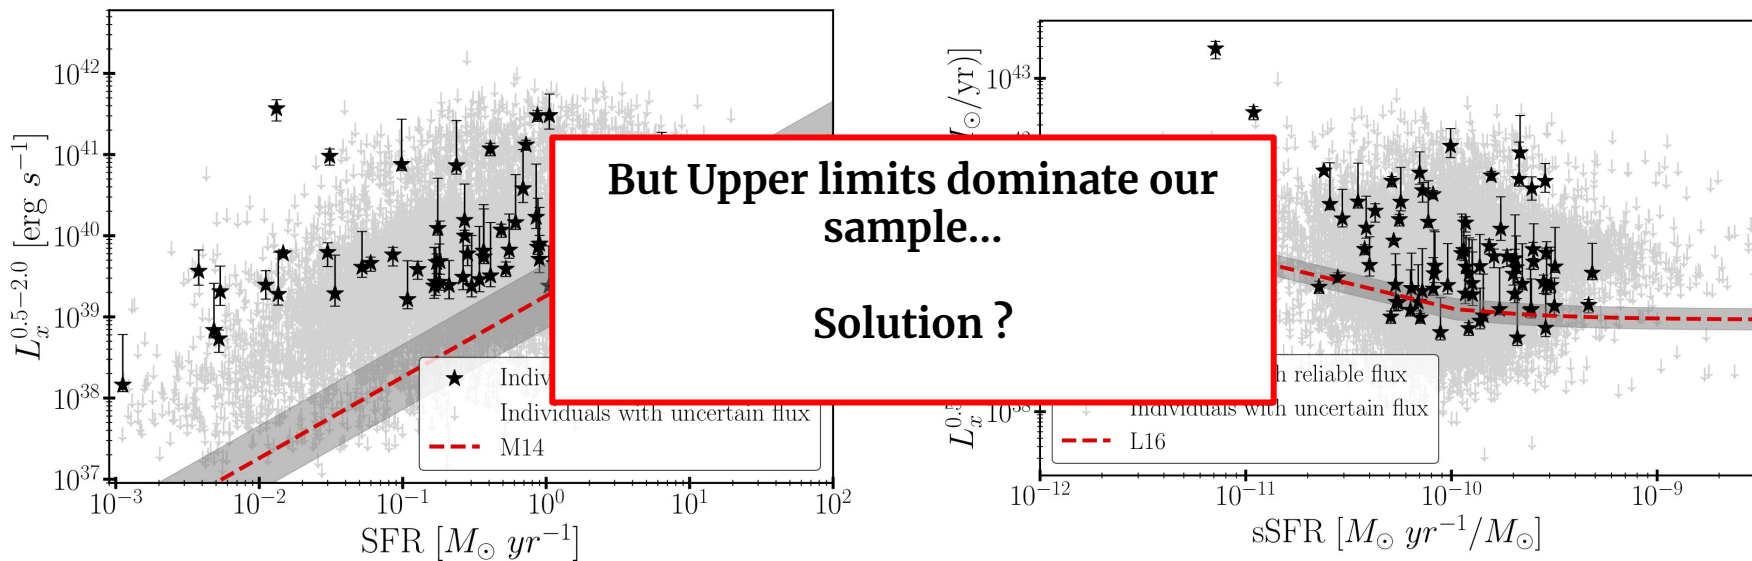 10^42
10^41
10^40
10^39
10^38
10^37
L_x^{0.5−2.0} [erg s^{−1}]
10^−3
10^−2
10^−1
10^0
10^1
10^2
SFR [M_⊙ yr^{−1}]
Individuals with uncertain flux
M14
But Upper limits dominate our
sample...
Solution ?
10^43
⊙/yr)]
10^−12
10^−11
10^−10
10^−9
sSFR [M_⊙ yr^{−1}/M_⊙]
h reliable flux
Individuals with uncertain flux
L16